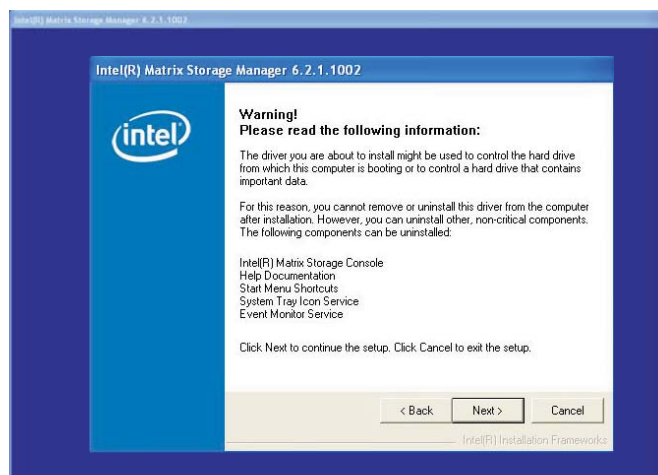 Intel(R) Matrix Storage Manager 6.2.1.1002
Intel(R) Matrix Storage Manager 6.2.1.1002
intel
Warning!
Please read the following information:
The driver you are about to install might be used to control the hard drive
from which this computer is booting or to control a hard drive that contains
important data.
For this reason, you cannot remove or uninstall this driver from the computer
after installation. However, you can uninstall other, non-critical components.
The following components can be uninstalled:
Intel(R) Matrix Storage Console
Help Documentation
Start Menu Shortcuts
System Tray Icon Service
Event Monitor Service
Click Next to continue the setup. Click Cancel to exit the setup.
< Back Next > Cancel
Intel(R) Installation Frameworks